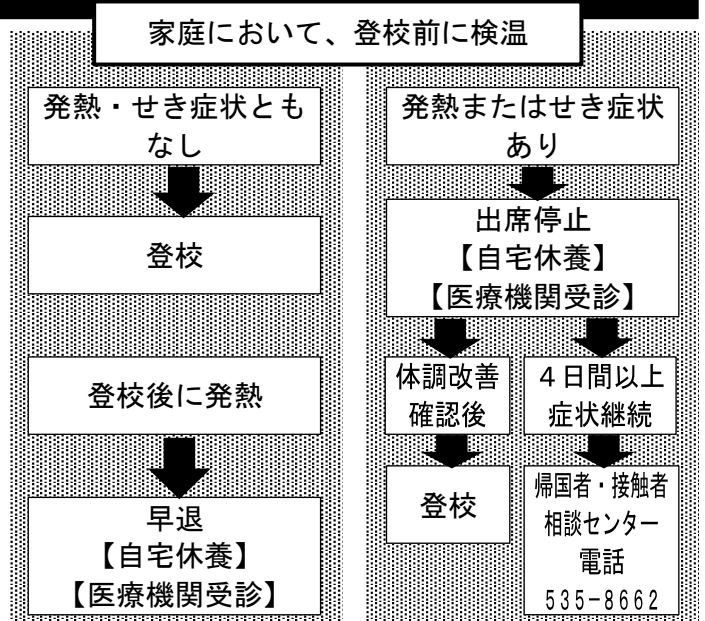 家庭において、登校前に検温
発熱・せき症状とも
なし
登校
登校後に発熱
早退
【自宅休養】
【医療機関受診】
発熱またはせき症状
あり
出席停止
【自宅休養】
【医療機関受診】
体調改善
確認後
登校
４日間以上
症状継続
帰国者・接触者
相談センター
電話
535-8662